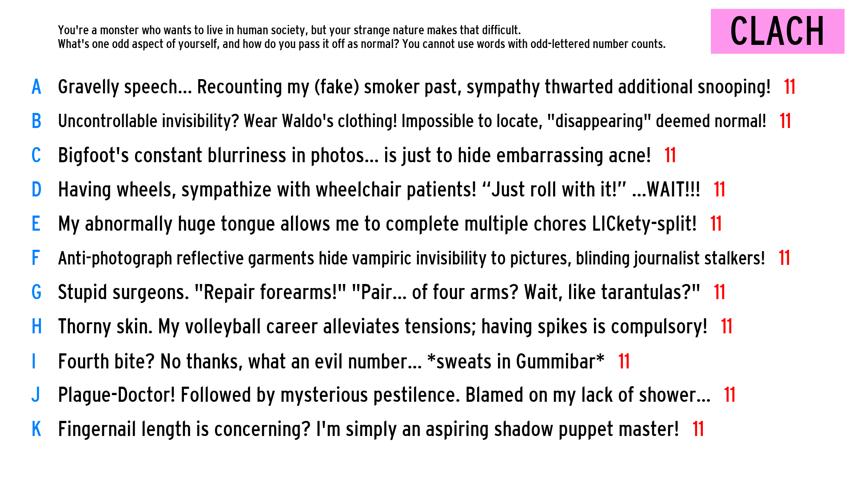 You're a monster who wants to live in human society, but your strange nature makes that difficult.
What's one odd aspect of yourself, and how do you pass it off as normal? You cannot use words with odd-lettered number counts.
CLACH
A Gravelly speech... Recounting my (fake) smoker past, sympathy thwarted additional snooping! 11
B Uncontrollable invisibility? Wear Waldo's clothing! Impossible to locate, "disappearing" deemed normal! 11
C Bigfoot's constant blurriness in photos... is just to hide embarrassing acne! 11
D Having wheels, sympathize with wheelchair patients! “Just roll with it!” ...WAIT!!! 11
E My abnormally huge tongue allows me to complete multiple chores LICkety-split! 11
F Anti-photograph reflective garments hide vampiric invisibility to pictures, blinding journalist stalkers! 11
G Stupid surgeons. "Repair forearms!" "Pair... of four arms? Wait, like tarantulas?" 11
H Thorny skin. My volleyball career alleviates tensions; having spikes is compulsory! 11
I Fourth bite? No thanks, what an evil number... *sweats in Gummibar* 11
J Plague-Doctor! Followed by mysterious pestilence. Blamed on my lack of shower... 11
K Fingernail length is concerning? I'm simply an aspiring shadow puppet master! 11